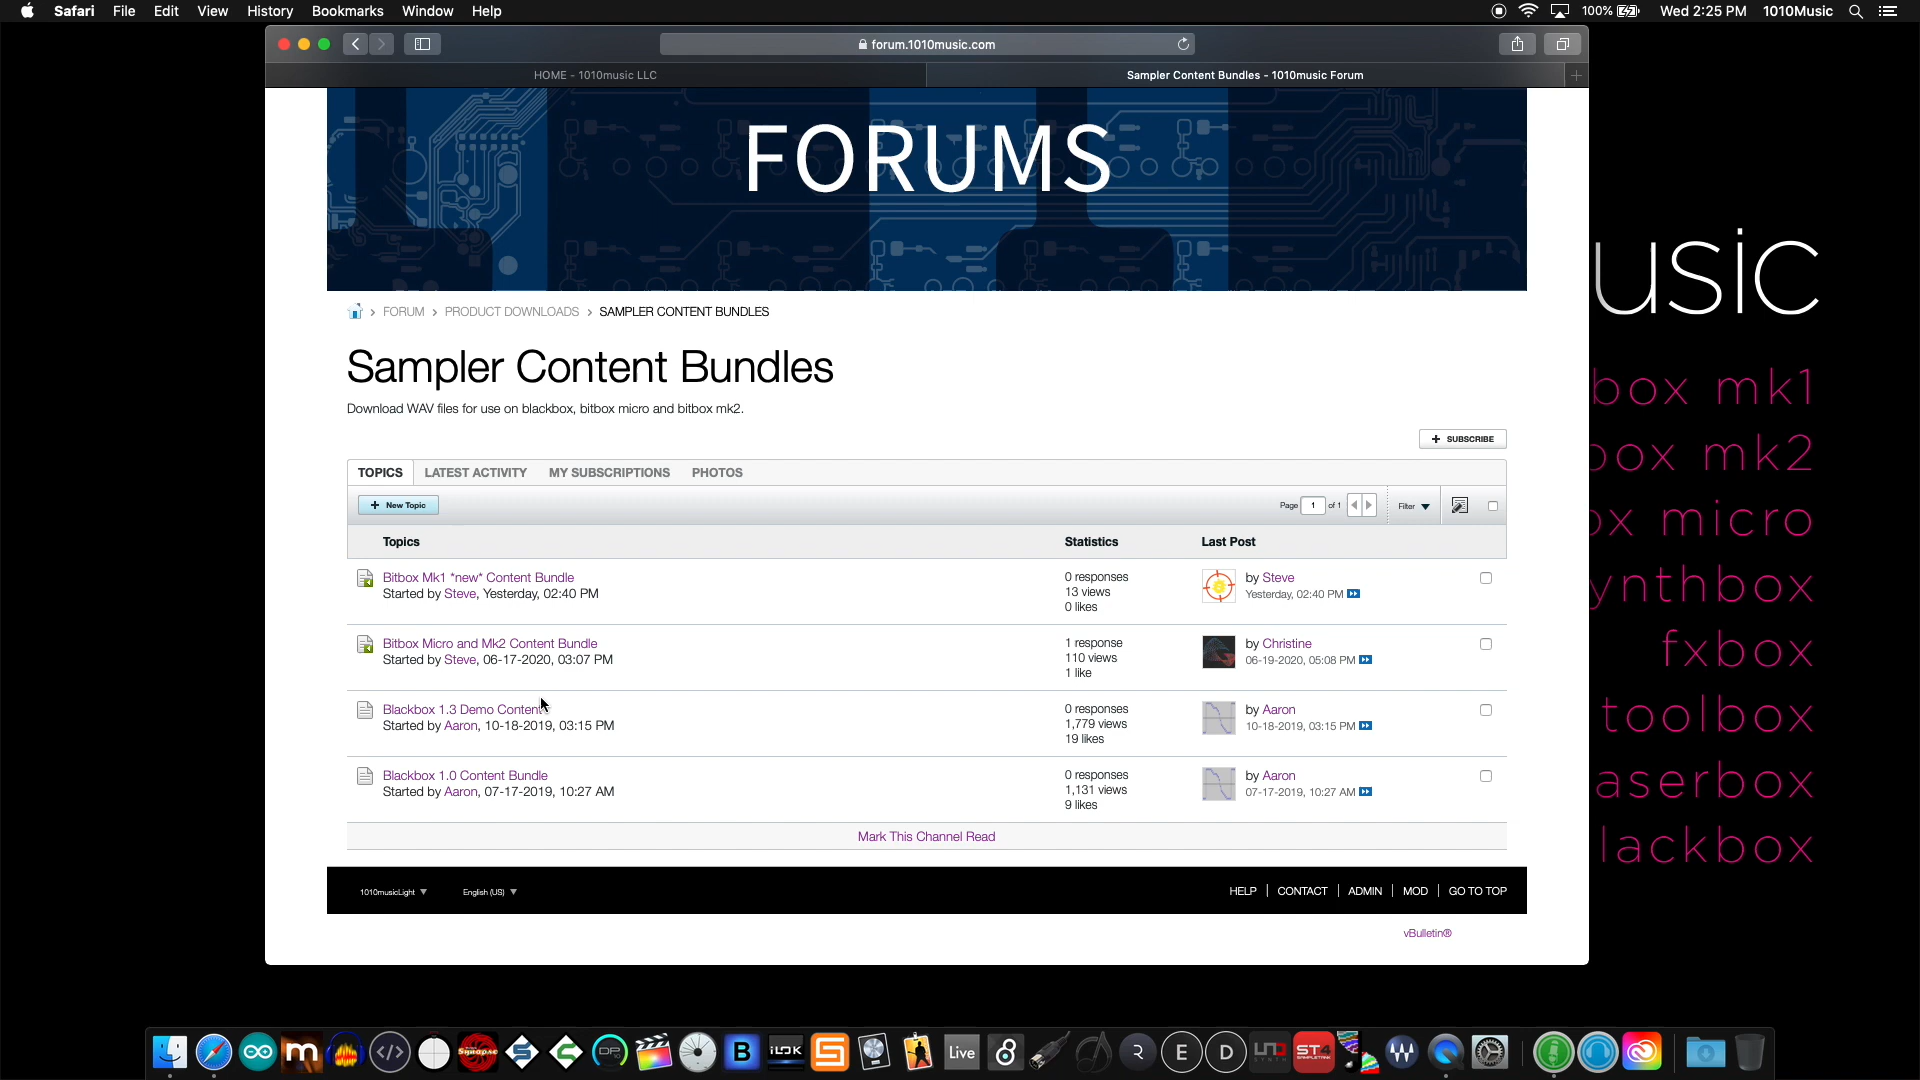 Safari File Edit View History Bookmarks Window Help
100% Wed 2:25 PM 1010Music
forum.1010music.com
HOME - 1010music LLC
Sampler Content Bundles - 1010music Forum
FORUMS
FORUM > PRODUCT DOWNLOADS > SAMPLER CONTENT BUNDLES
Sampler Content Bundles
Download WAV files for use on blackbox, bitbox micro and bitbox mk2.
+ SUBSCRIBE
TOPICS LATEST ACTIVITY MY SUBSCRIPTIONS PHOTOS
+ New Topic
Page 1 of 1 Filter
Topics Statistics Last Post
Bitbox Mk1 *new* Content Bundle
Started by Steve, Yesterday, 02:40 PM
0 responses
13 views
0 likes
by Steve
Yesterday, 02:40 PM
Bitbox Micro and Mk2 Content Bundle
Started by Steve, 06-17-2020, 03:07 PM
1 response
110 views
1 like
by Christine
06-19-2020, 05:08 PM
Blackbox 1.3 Demo Content
Started by Aaron, 10-18-2019, 03:15 PM
0 responses
1,779 views
19 likes
by Aaron
10-18-2019, 03:15 PM
Blackbox 1.0 Content Bundle
Started by Aaron, 07-17-2019, 10:27 AM
0 responses
1,131 views
9 likes
by Aaron
07-17-2019, 10:27 AM
Mark This Channel Read
1010musicLight English (US)
HELP CONTACT ADMIN MOD GO TO TOP
vBulletin®
usic
box mk1
box mk2
ox micro
ynthbox
fxbox
toolbox
aserbox
lackbox
Live
R
E
D
ST4